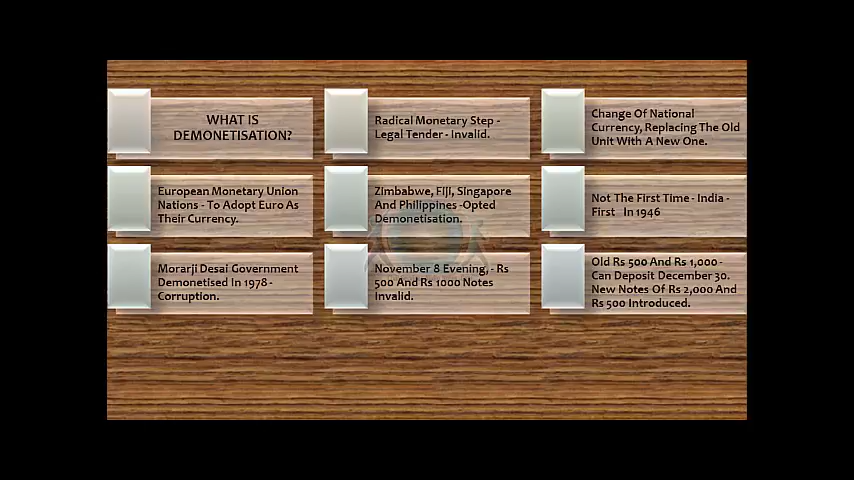 WHAT IS
DEMONETISATION?
Radical Monetary Step -
Legal Tender - Invalid.
Change Of National
Currency, Replacing The Old
Unit With A New One.
European Monetary Union
Nations - To Adopt Euro As
Their Currency.
Zimbabwe, Fiji, Singapore
And Philippines -Opted
Demonetisation.
Not The First Time - India -
First In 1946
Morarji Desai Government
Demonetised In 1978 -
Corruption.
November 8 Evening, - Rs
500 And Rs 1000 Notes
Invalid.
Old Rs 500 And Rs 1,000 -
Can Deposit December 30.
New Notes Of Rs 2,000 And
Rs 500 Introduced.